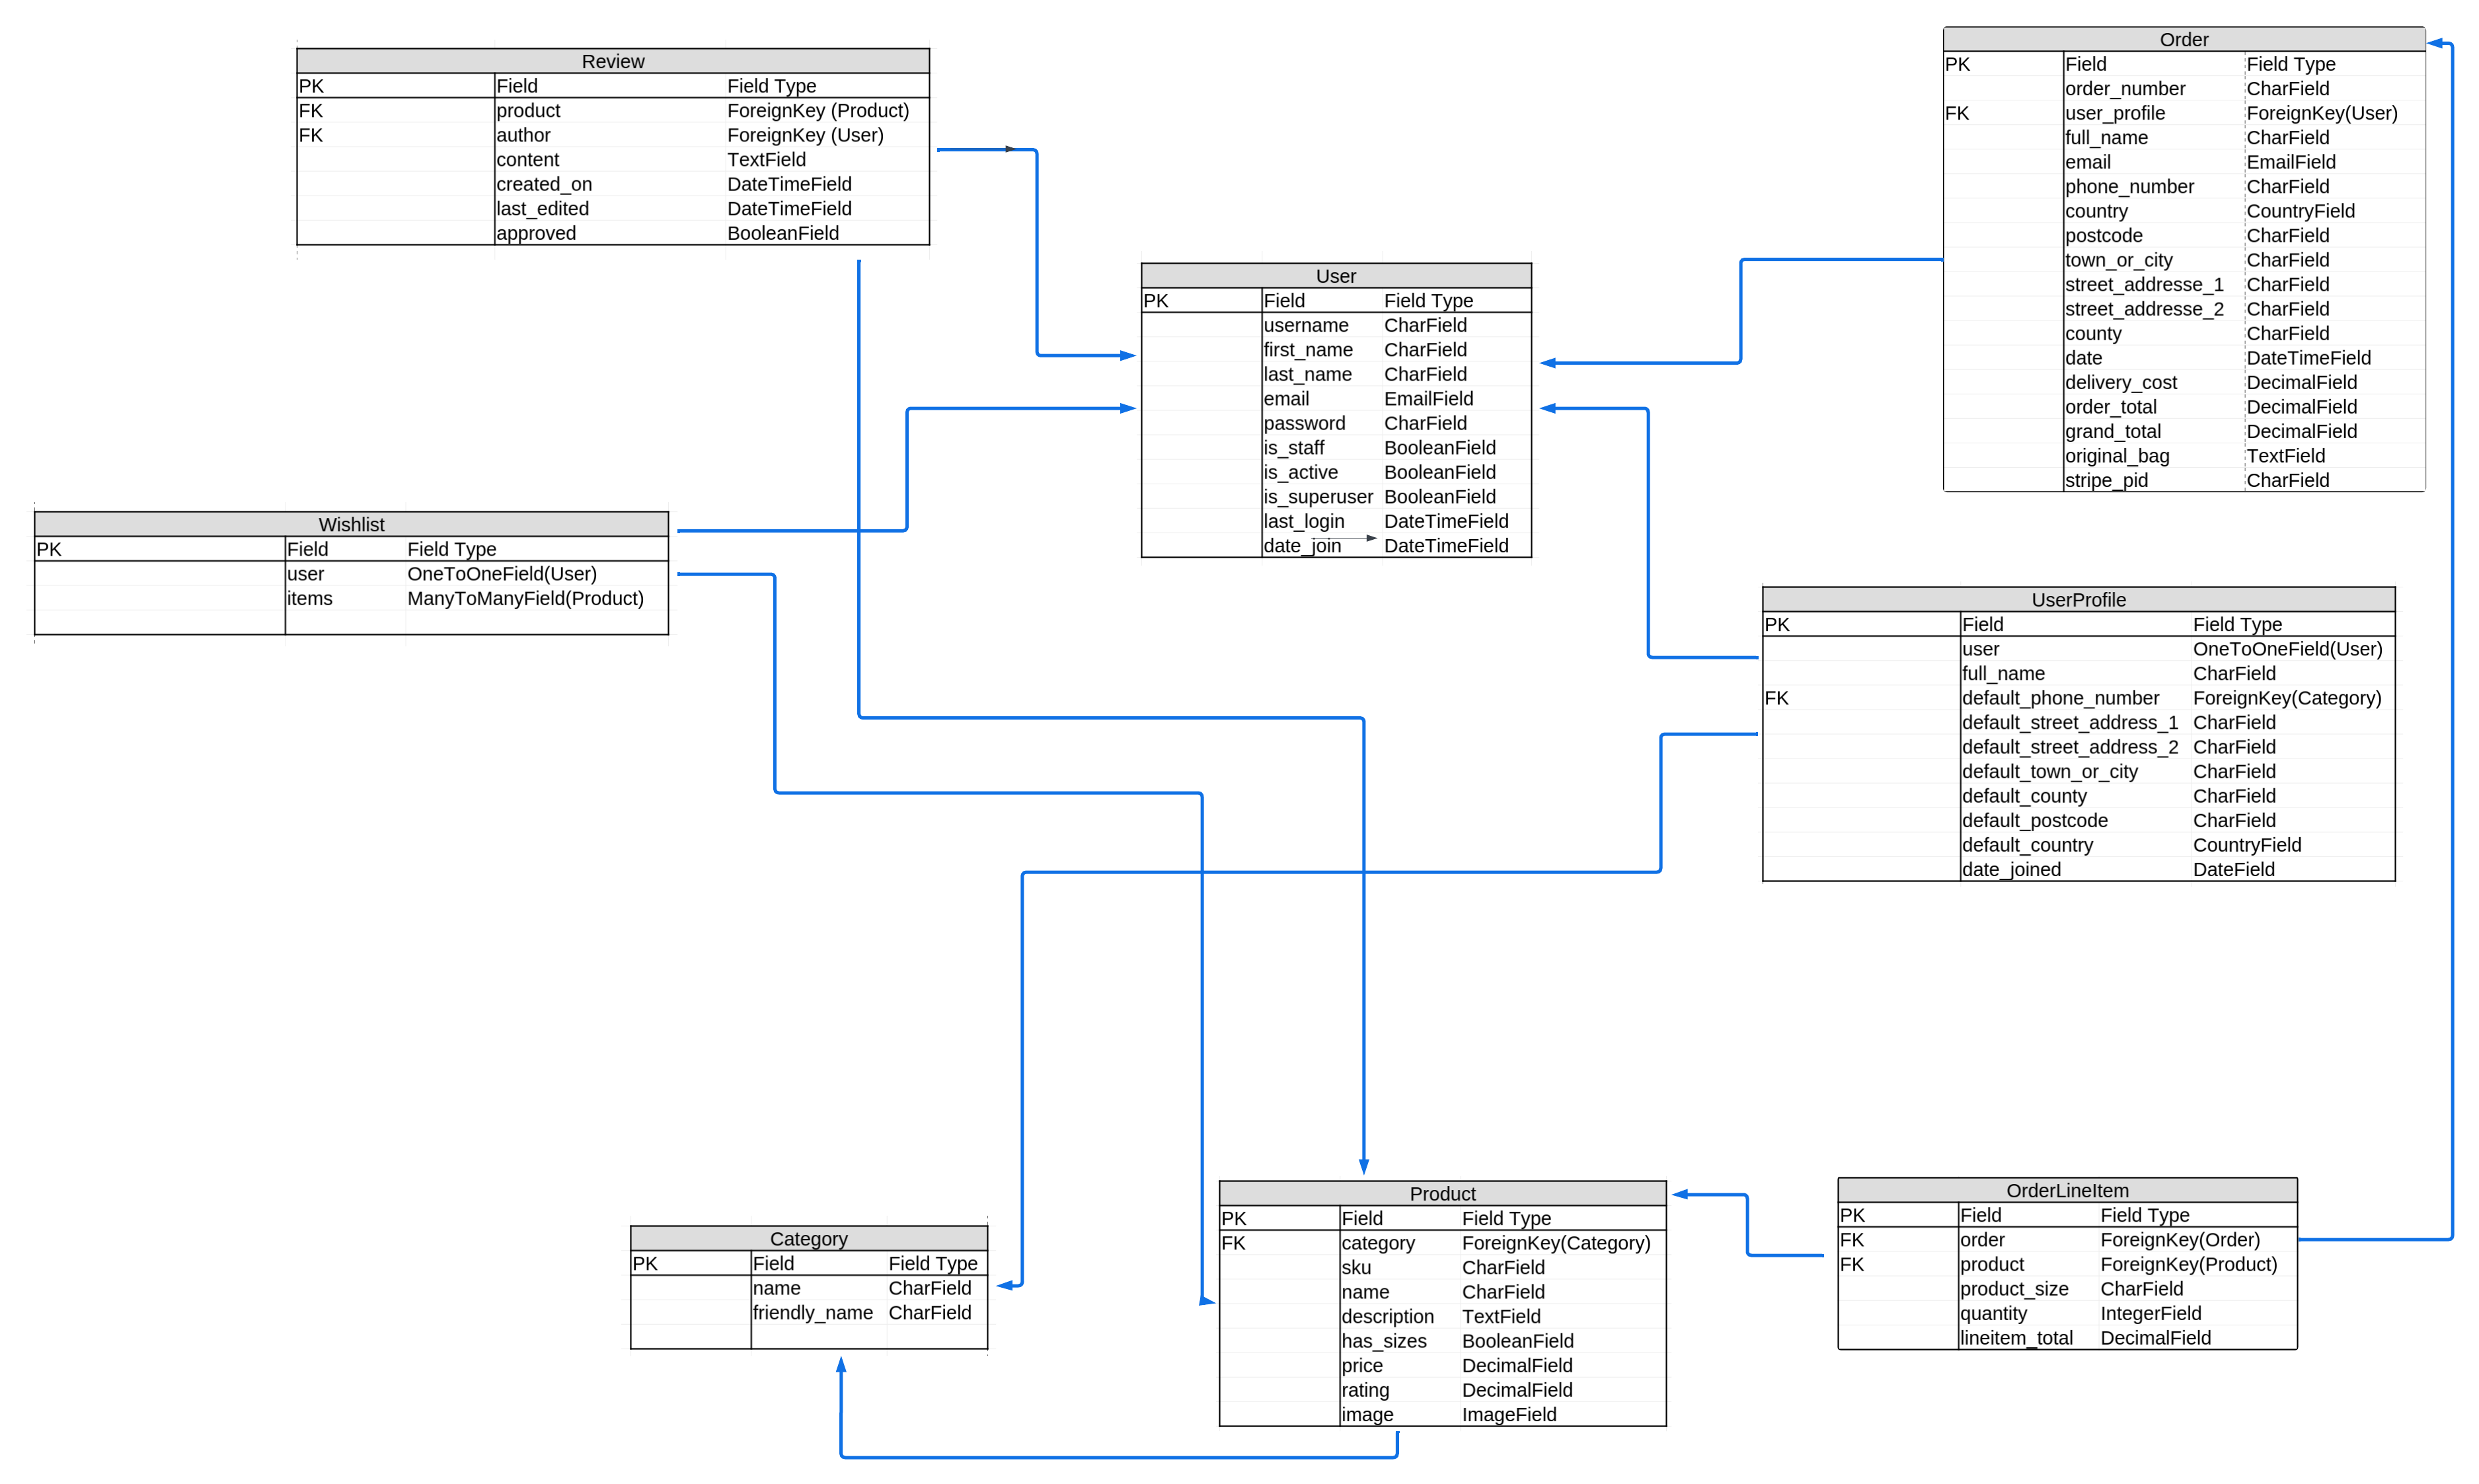 Review
PK Field Field Type
FK product ForeignKey (Product)
FK author ForeignKey (User)
content TextField
created_on DateTimeField
last_edited DateTimeField
approved BooleanField
Order
PK Field Field Type
order_number CharField
FK user_profile ForeignKey(User)
full_name CharField
email EmailField
phone_number CharField
country CountryField
postcode CharField
town_or_city CharField
street_addresse_1 CharField
street_addresse_2 CharField
county CharField
date DateTimeField
delivery_cost DecimalField
order_total DecimalField
grand_total DecimalField
original_bag TextField
stripe_pid CharField
User
PK Field Field Type
username CharField
first_name CharField
last_name CharField
email EmailField
password CharField
is_staff BooleanField
is_active BooleanField
is_superuser BooleanField
last_login DateTimeField
date_join DateTimeField
Wishlist
PK Field Field Type
user OneToOneField(User)
items ManyToManyField(Product)
UserProfile
PK Field Field Type
user OneToOneField(User)
full_name CharField
FK default_phone_number ForeignKey(Category)
default_street_address_1 CharField
default_street_address_2 CharField
default_town_or_city CharField
default_county CharField
default_postcode CharField
default_country CountryField
date_joined DateField
Category
PK Field Field Type
name CharField
friendly_name CharField
Product
PK Field Field Type
FK category ForeignKey(Category)
sku CharField
name CharField
description TextField
has_sizes BooleanField
price DecimalField
rating DecimalField
image ImageField
OrderLineItem
PK Field Field Type
FK order ForeignKey(Order)
FK product ForeignKey(Product)
product_size CharField
quantity IntegerField
lineitem_total DecimalField